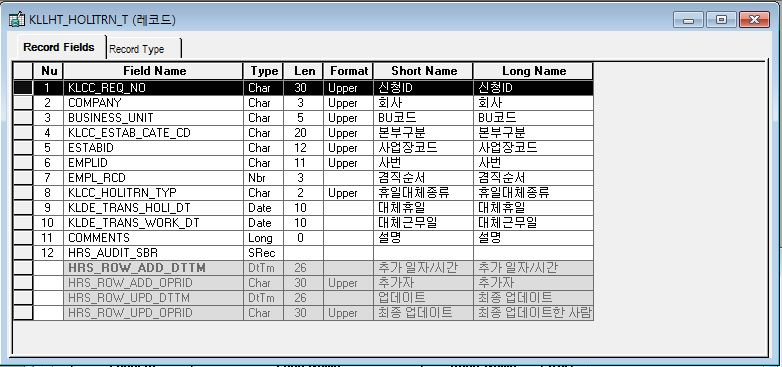 KLLHT_HOLITRN_T (레코드)
Record Fields Record Type
Nu Field Name Type Len Format Short Name Long Name
1 KLCC_REQ_NO Char 30 Upper 신청ID 신청ID
2 COMPANY Char 3 Upper 회사 회사
3 BUSINESS_UNIT Char 5 Upper BU코드 BU코드
4 KLCC_ESTAB_CATE_CD Char 20 Upper 본부구분 본부구분
5 ESTABID Char 12 Upper 사업장코드 사업장코드
6 EMPLID Char 11 Upper 사번 사번
7 EMPL_RCD Nbr 3 겸직순서 겸직순서
8 KLCC_HOLITRN_TYP Char 2 Upper 휴일대체종류 휴일대체종류
9 KLDE_TRANS_HOLI_DT Date 10 대체휴일 대체휴일
10 KLDE_TRANS_WORK_DT Date 10 대체근무일 대체근무일
11 COMMENTS Long 0 설명 설명
12 HRS_AUDIT_SBR SRec
HRS_ROW_ADD_DTTM DtTm 26 추가 일자/시간 추가 일자/시간
HRS_ROW_ADD_OPRID Char 30 Upper 추가자 추가자
HRS_ROW_UPD_DTTM DtTm 26 업데이트 최종 업데이트
HRS_ROW_UPD_OPRID Char 30 Upper 최종 업데이트 최종 업데이트한 사람